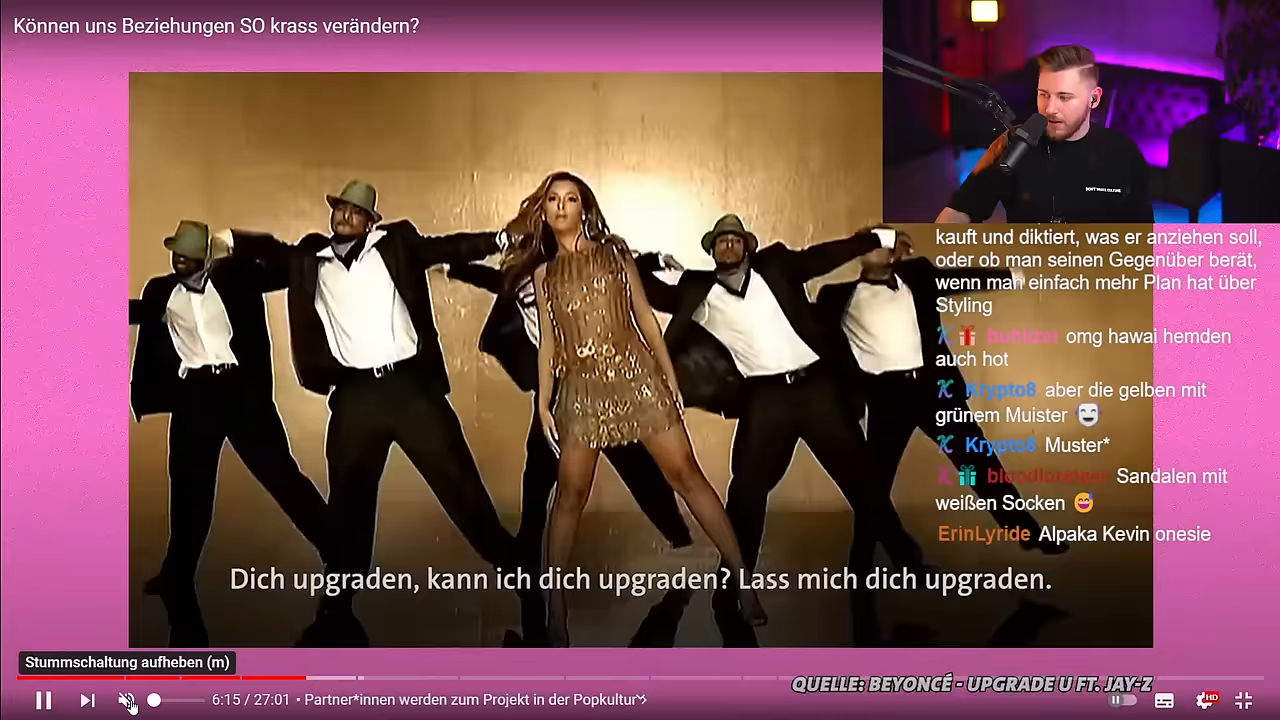 Können uns Beziehungen SO krass verändern?
DON'T WASTE CULTURE
kauft und diktiert, was er anziehen soll,
oder ob man seinen Gegenüber berät,
wenn man einfach mehr Plan hat über
Styling
omg hawai hemden
auch hot
Krypto8 aber die gelben mit
grünem Muister
Krypto8 Muster*
Sandalen mit
weißen Socken
ErinLyride Alpaka Kevin onesie
Dich upgraden, kann ich dich upgraden? Lass mich dich upgraden.
Stummschaltung aufheben (m)
QUELLE: BEYONCÉ - UPGRADE U FT. JAY-Z
6:15 / 27:01 • Partner*innen werden zum Projekt in der Popkultur
HD